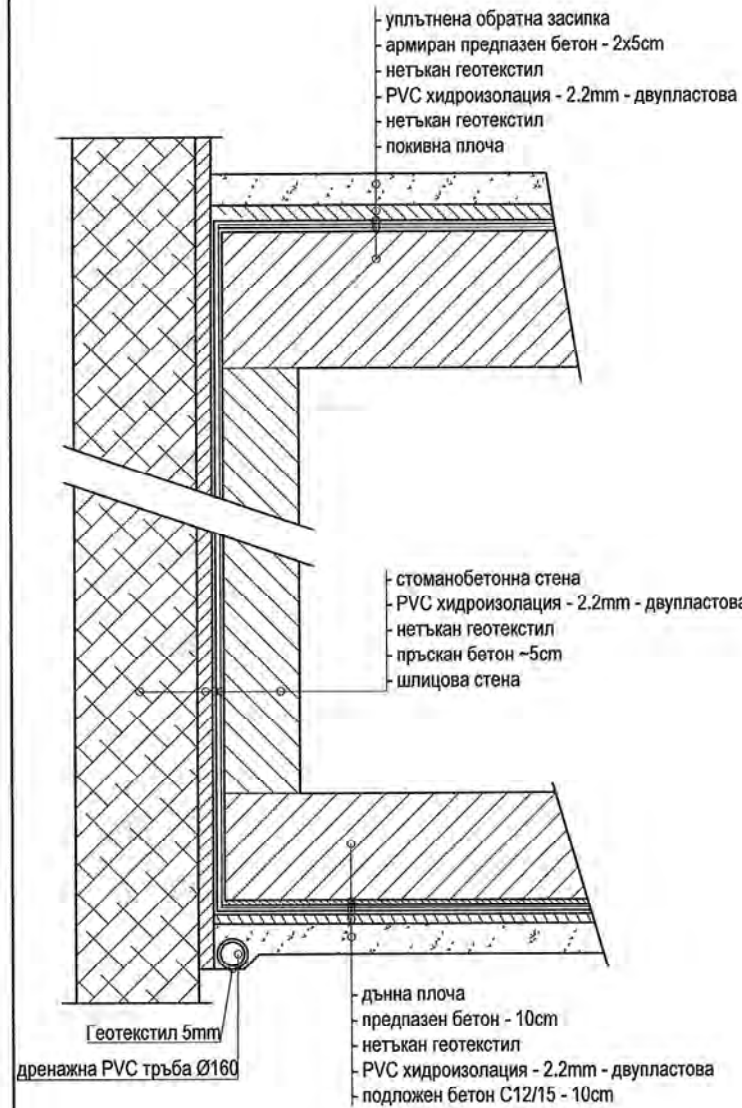 - уплътнена обратна засипка
- армиран предпазен бетон - 2x5cm
- нетъкан геотекстил
- PVC хидроизолация - 2.2mm - двупластова
- нетъкан геотекстил
- покивна плоча
- стоманобетонна стена
- PVC хидроизолация - 2.2mm - двупластова
- нетъкан геотекстил
- пръскан бетон ~5cm
- шлицова стена
- дънна плоча
- предпазен бетон - 10cm
- нетъкан геотекстил
- PVC хидроизолация - 2.2mm - двупластова
- подложен бетон C12/15 - 10cm
Геотекстил 5mm
дренажна PVC тръба Ø160